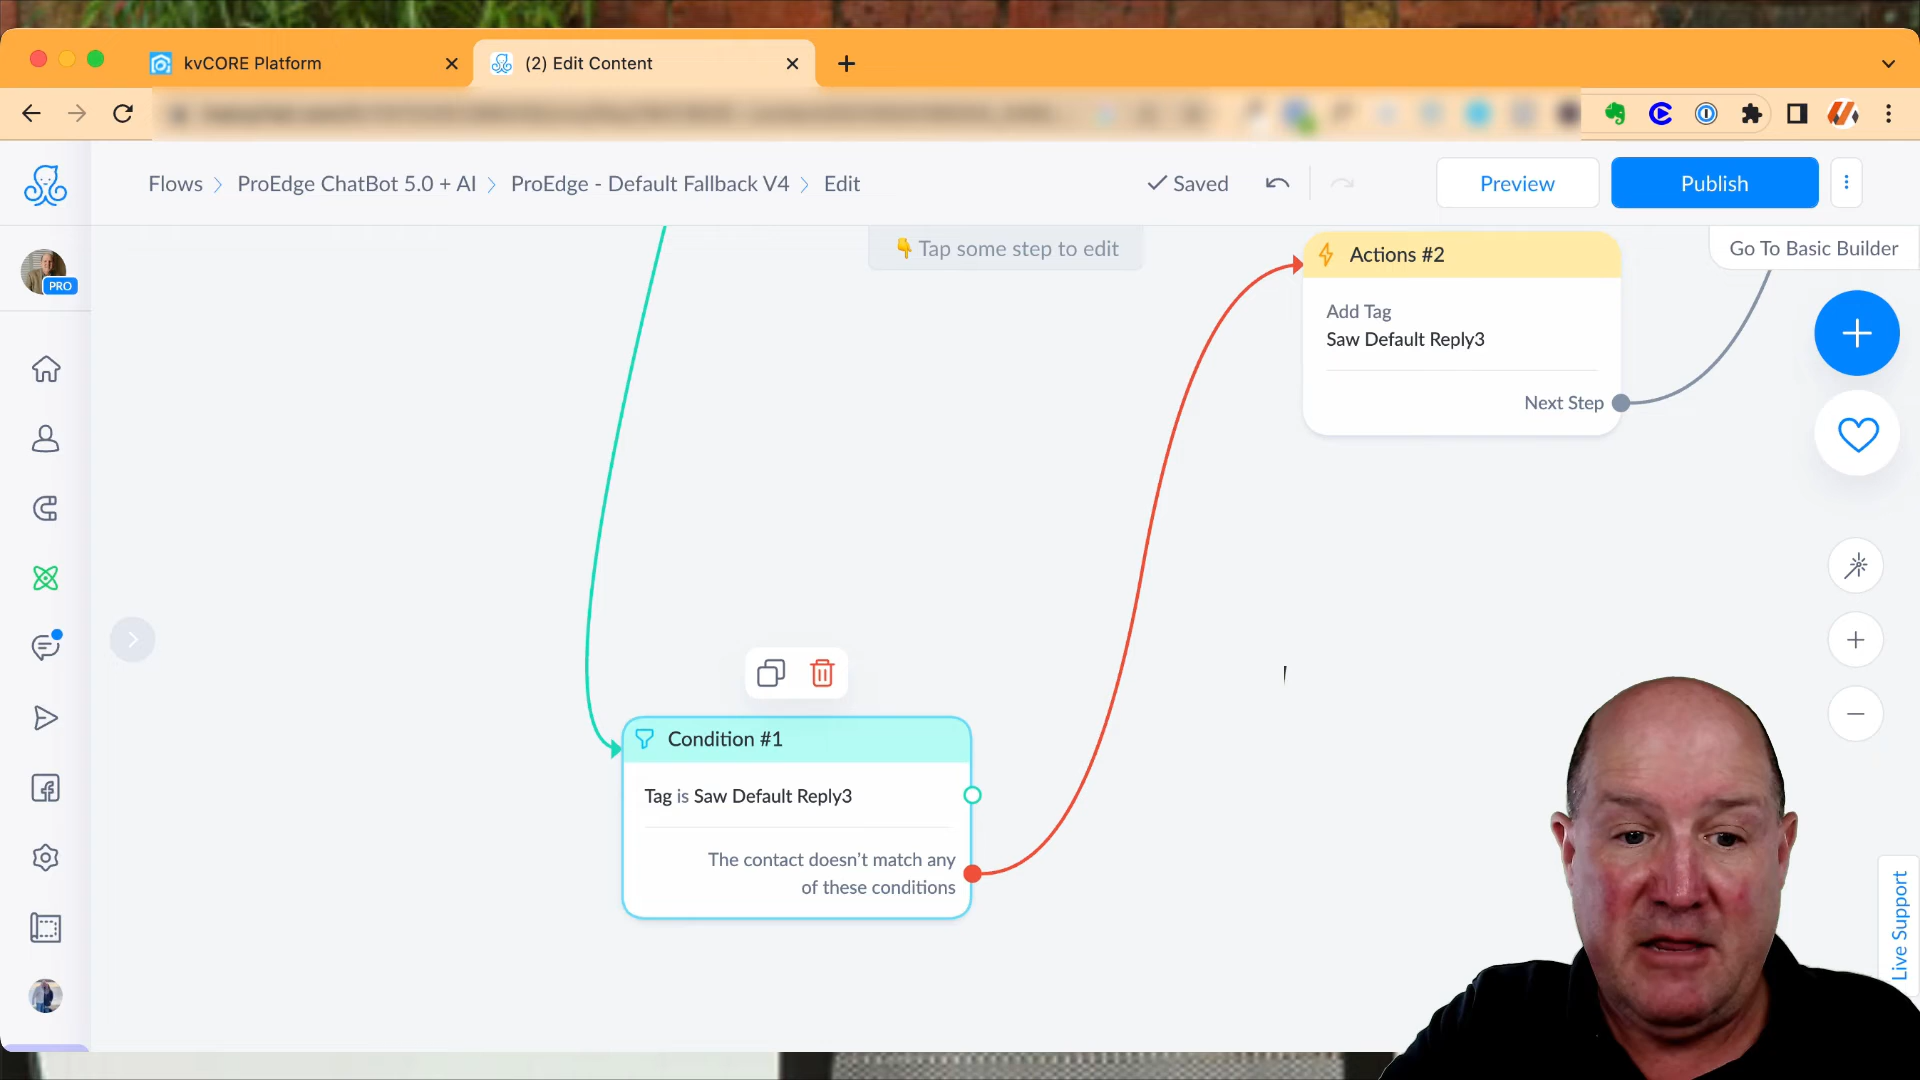 kvCORE Platform
(2) Edit Content
Flows
ProEdge ChatBot 5.0 + AI
ProEdge - Default Fallback V4
Edit
Saved
Preview
Publish
PRO
👇 Tap some step to edit
Go To Basic Builder
Actions #2
Add Tag
Saw Default Reply3
Next Step
Condition #1
Tag is Saw Default Reply3
The contact doesn't match any
of these conditions
Live Support